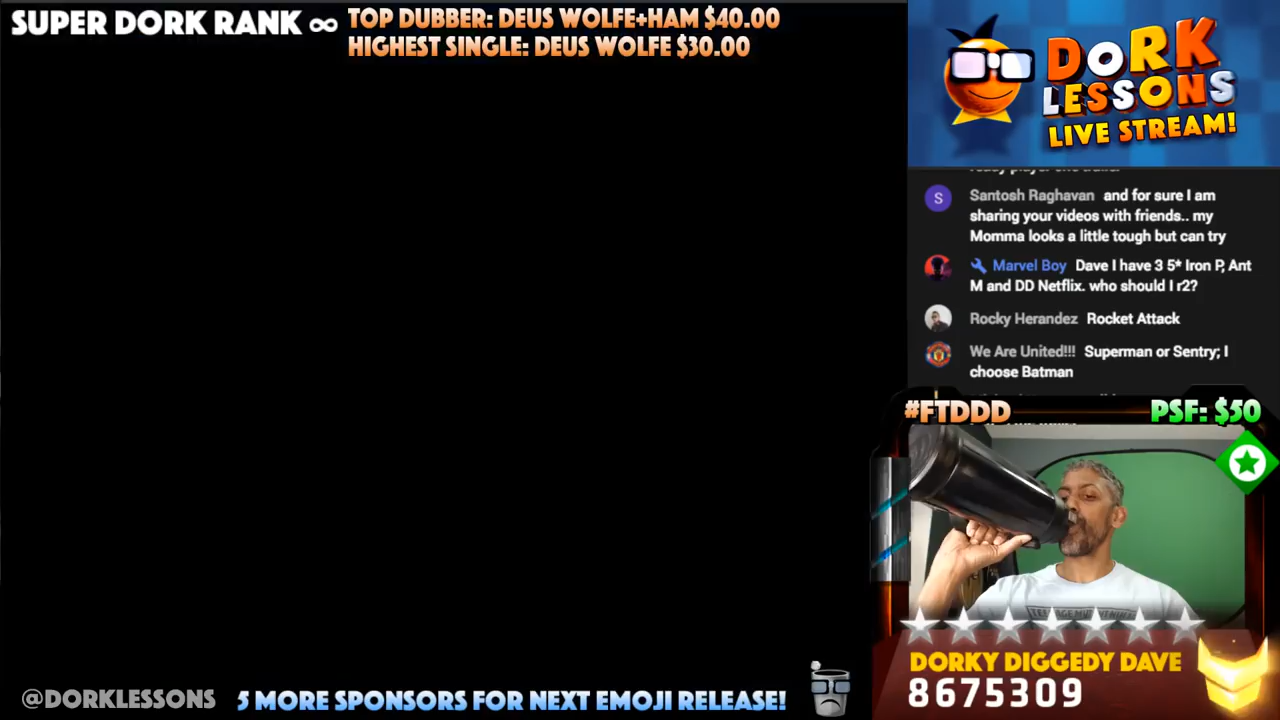 SUPER DORK RANK ∞
TOP DUBBER: DEUS WOLFE+HAM $40.00
HIGHEST SINGLE: DEUS WOLFE $30.00
DORK
LESSONS
LIVE STREAM!
ready player one trailer
S
Santosh Raghavan and for sure I am
sharing your videos with friends.. my
Momma looks a little tough but can try
Marvel Boy Dave I have 3 5* Iron P, Ant
M and DD Netflix. who should I r2?
Rocky Herandez Rocket Attack
We Are United!!! Superman or Sentry; I
choose Batman
#FTDDD
PSF: $50
DORKY DIGGEDY DAVE
8675309
@DORKLESSONS
5 MORE SPONSORS FOR NEXT EMOJI RELEASE!